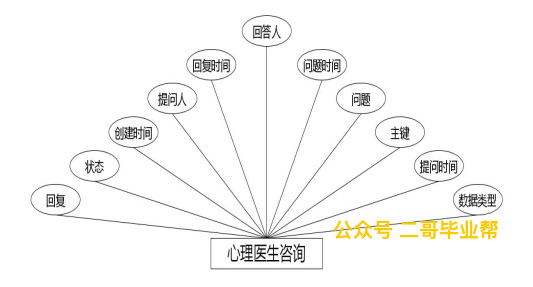 回答人
回复时间
问题时间
提问人
问题
创建时间
主键
状态
提问时间
回复
数据类型
公众号 二哥毕业帮
心理医生咨询